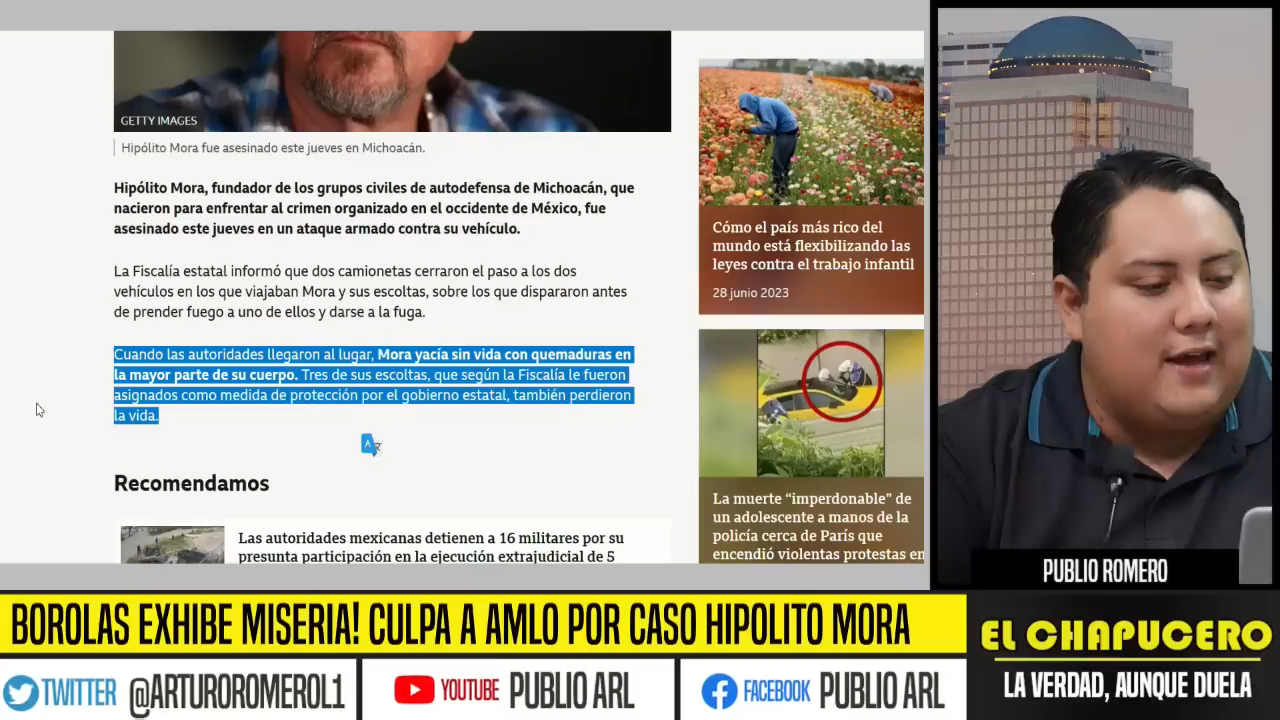 GETTY IMAGES
Hipólito Mora fue asesinado este jueves en Michoacán.
Hipólito Mora, fundador de los grupos civiles de autodefensa de Michoacán, que
nacieron para enfrentar al crimen organizado en el occidente de México, fue
asesinado este jueves en un ataque armado contra su vehículo.
La Fiscalía estatal informó que dos camionetas cerraron el paso a los dos
vehículos en los que viajaban Mora y sus escoltas, sobre los que dispararon antes
de prender fuego a uno de ellos y darse a la fuga.
Cuando las autoridades llegaron al lugar, Mora yacía sin vida con quemaduras en
la mayor parte de su cuerpo. Tres de sus escoltas, que según la Fiscalía le fueron
asignados como medida de protección por el gobierno estatal, también perdieron
la vida.
Recomendamos
Las autoridades mexicanas detienen a 16 militares por su
presunta participación en la ejecución extrajudicial de 5
Cómo el país más rico del
mundo está flexibilizando las
leyes contra el trabajo infantil
28 junio 2023
La muerte “imperdonable” de
un adolescente a manos de la
policía cerca de París que
encendió violentas protestas en
PUBLIO ROMERO
BOROLAS EXHIBE MISERIA! CULPA A AMLO POR CASO HIPOLITO MORA
EL CHAPUCERO
LA VERDAD, AUNQUE DUELA
TWITTER @ARTUROROMEROL1
YOUTUBE PUBLIO ARL
FACEBOOK PUBLIO ARL